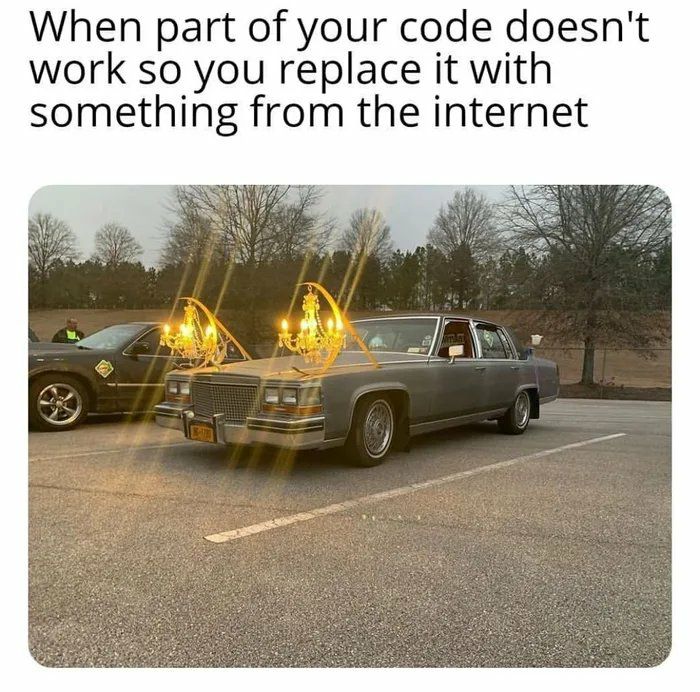 When part of your code doesn't
work so you replace it with
something from the internet